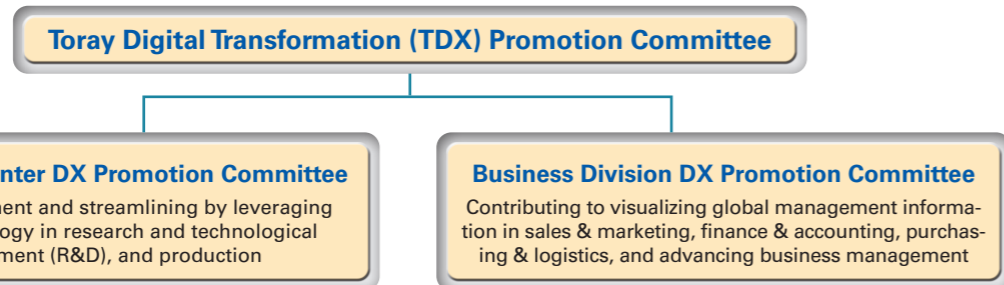 Toray Digital Transformation (TDX) Promotion Committee
nter DX Promotion Committee
ment and streamlining by leveraging
ogy in research and technological
ment (R&D), and production
Business Division DX Promotion Committee
Contributing to visualizing global management informa-
tion in sales & marketing, finance & accounting, purchas-
ing & logistics, and advancing business management